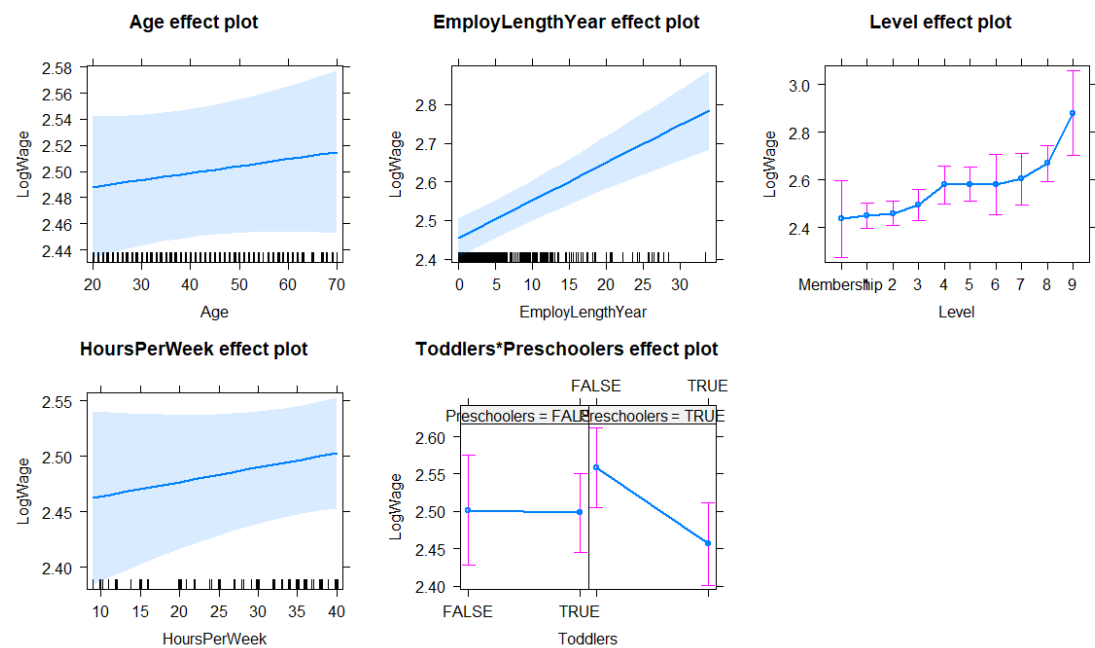 Age effect plot
LogWage
2.58
2.56
2.54
2.52
2.50
2.48
2.46
2.44
20 30 40 50 60 70
Age
EmployLengthYear effect plot
LogWage
2.8
2.7
2.6
2.5
2.4
0 5 10 15 20 25 30
EmployLengthYear
Level effect plot
LogWage
3.0
2.8
2.6
2.4
Membership 1 2 3 4 5 6 7 8 9
Level
HoursPerWeek effect plot
LogWage
2.55
2.50
2.45
2.40
10 15 20 25 30 35 40
HoursPerWeek
Toddlers*Preschoolers effect plot
FALSE TRUE
Preschoolers = FALSE Preschoolers = TRUE
LogWage
2.60
2.55
2.50
2.45
2.40
FALSE TRUE
Toddlers